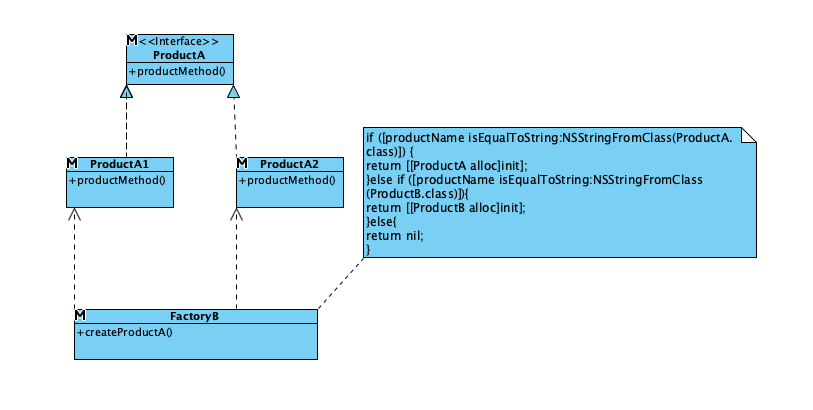 M <<Interface>>
ProductA
+productMethod()
M ProductA1
+productMethod()
M ProductA2
+productMethod()
if ([productName isEqualToString:NSStringFromClass(ProductA.
class)]) {
return [[ProductA alloc]init];
}else if ([productName isEqualToString:NSStringFromClass
(ProductB.class)]){
return [[ProductB alloc]init];
}else{
return nil;
}
M FactoryB
+createProductA()